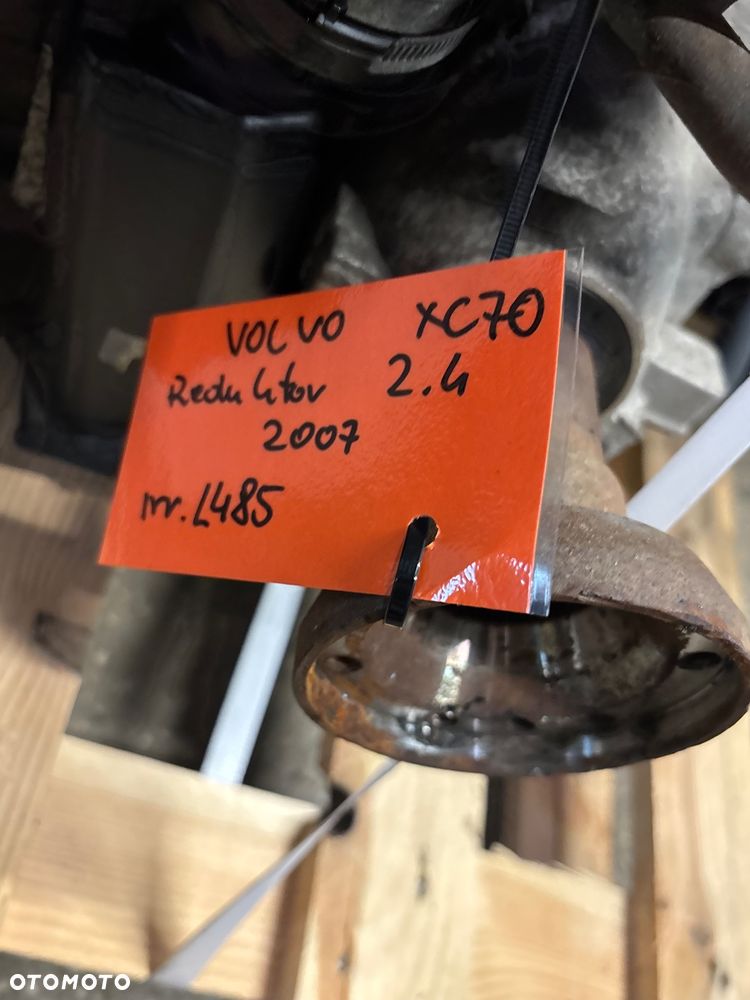 VOLVO XC70
Reduktor 2.4
2007
nr. L485
OTOMOTO